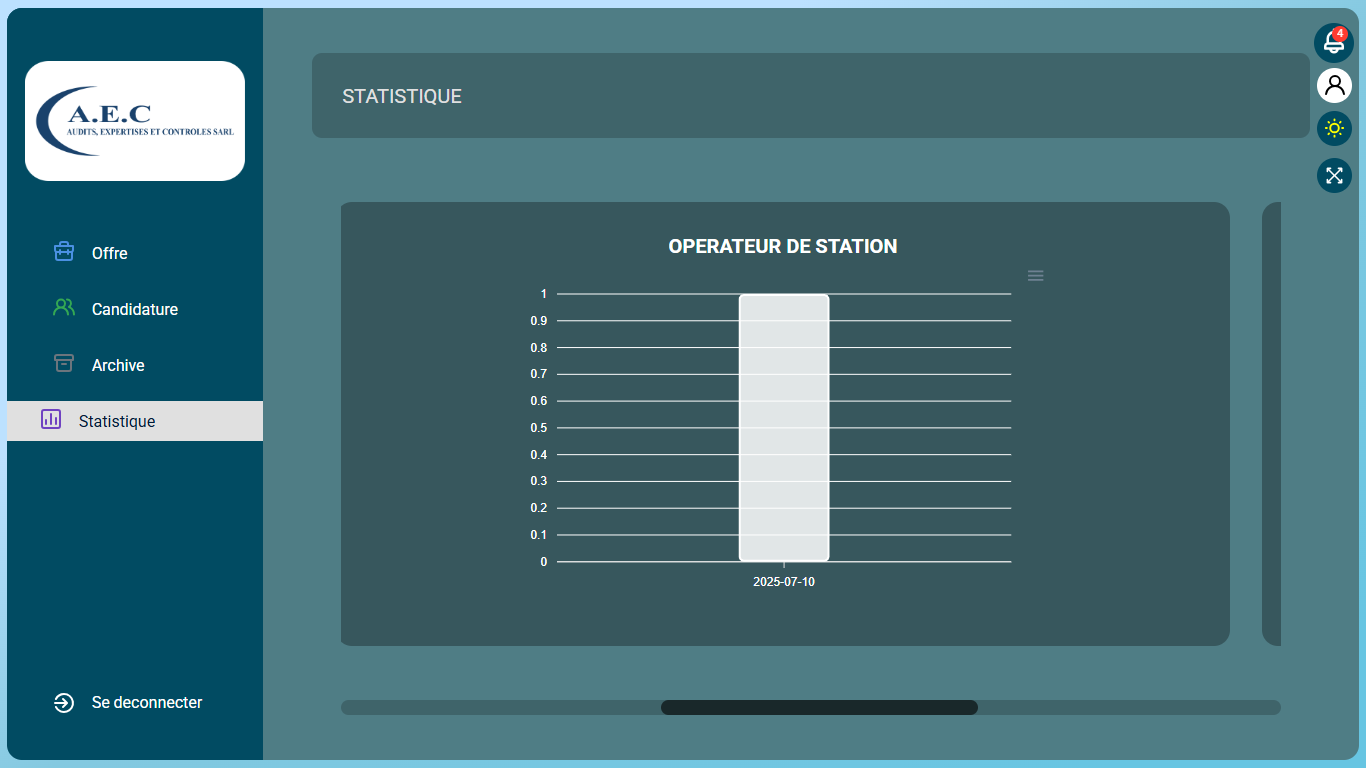 A.E.C
AUDITS, EXPERTISES ET CONTROLES SARL
Offre
Candidature
Archive
Statistique
Se deconnecter
STATISTIQUE
4
OPERATEUR DE STATION
1
0.9
0.8
0.7
0.6
0.5
0.4
0.3
0.2
0.1
0
2025-07-10